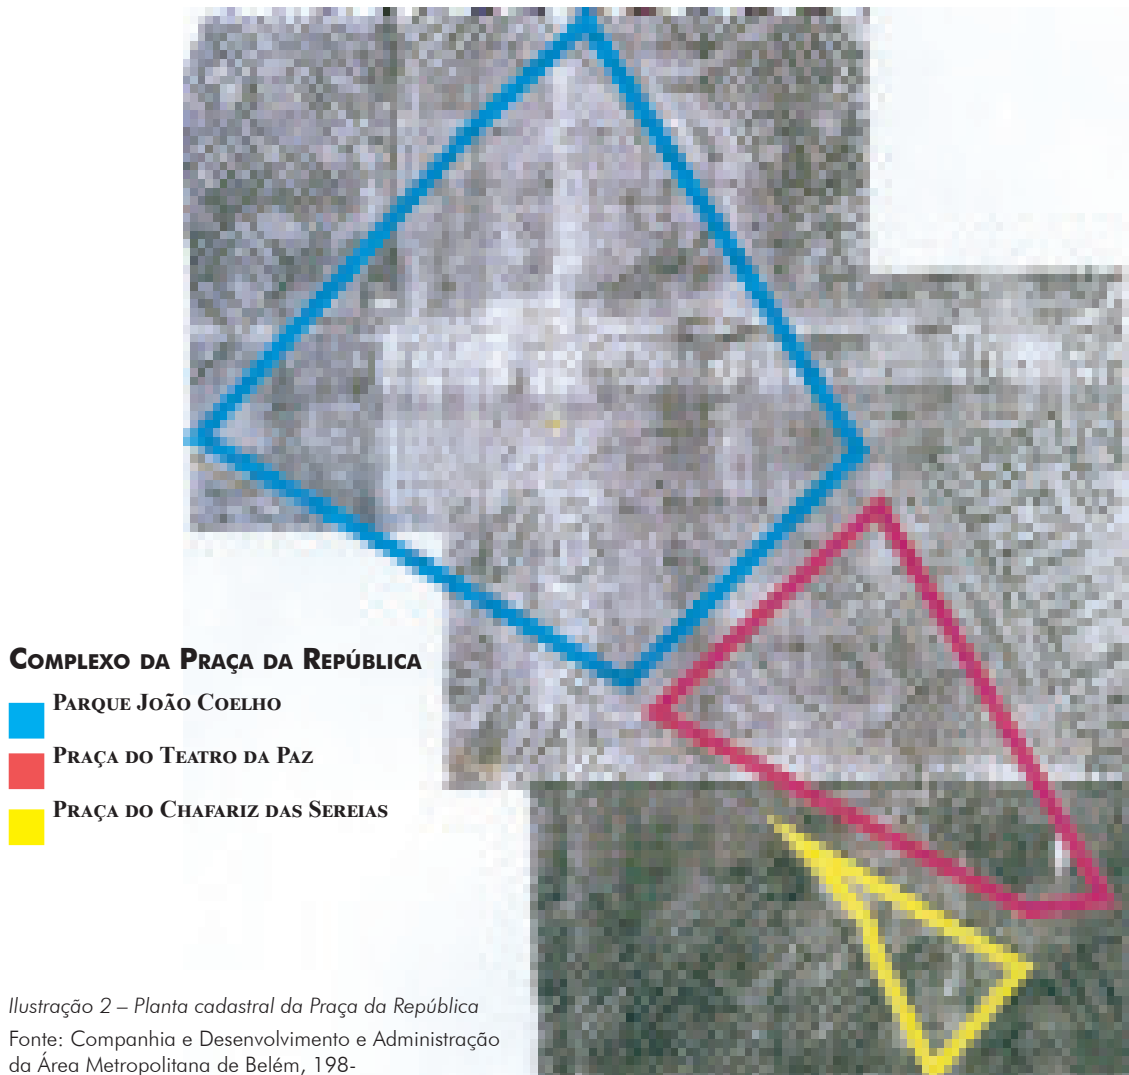 COMPLEXO DA PRAÇA DA REPÚBLICA
PARQUE JOÃO COELHO
PRAÇA DO TEATRO DA PAZ
PRAÇA DO CHAFARIZ DAS SEREIAS
Ilustração 2 – Planta cadastral da Praça da República
Fonte: Companhia e Desenvolvimento e Administração
da Área Metropolitana de Belém, 198-